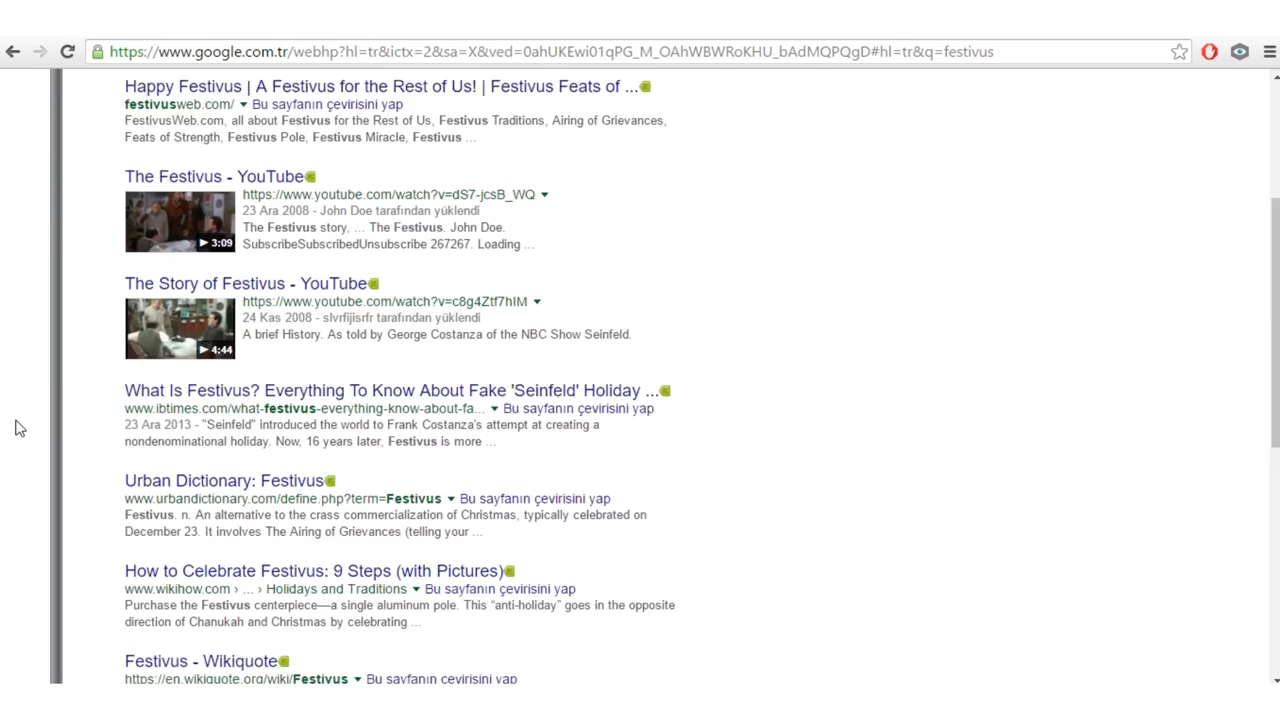 https://www.google.com.tr/webhp?hl=tr&ictx=2&sa=X&ved=0ahUKEwi01qPG_M_OAhWBWRoKHU_bAdMQPQgD#hl=tr&q=festivus
Happy Festivus | A Festivus for the Rest of Us! | Festivus Feats of ...
festivusweb.com/ Bu sayfanın çevirisini yap
FestivusWeb.com, all about Festivus for the Rest of Us, Festivus Traditions, Airing of Grievances,
Feats of Strength, Festivus Pole, Festivus Miracle, Festivus ...
The Festivus - YouTube
https://www.youtube.com/watch?v=dS7-jcsB_WQ
23 Ara 2008 - John Doe tarafından yüklendi
The Festivus story, ... The Festivus. John Doe.
3:09
SubscribeSubscribedUnsubscribe 267267. Loading ...
The Story of Festivus - YouTube
https://www.youtube.com/watch?v=c8g4Ztf7hIM
24 Kas 2008 - slvrfijisrfr tarafından yüklendi
A brief History. As told by George Costanza of the NBC Show Seinfeld.
4:44
What Is Festivus? Everything To Know About Fake 'Seinfeld' Holiday ...
www.ibtimes.com/what-festivus-everything-know-about-fa... Bu sayfanın çevirisini yap
23 Ara 2013 - "Seinfeld" introduced the world to Frank Costanza's attempt at creating a
nondenominational holiday. Now, 16 years later, Festivus is more ...
Urban Dictionary: Festivus
www.urbandictionary.com/define.php?term=Festivus Bu sayfanın çevirisini yap
Festivus. n. An alternative to the crass commercialization of Christmas, typically celebrated on
December 23. It involves The Airing of Grievances (telling your ...
How to Celebrate Festivus: 9 Steps (with Pictures)
www.wikihow.com › ... › Holidays and Traditions Bu sayfanın çevirisini yap
Purchase the Festivus centerpiece—a single aluminum pole. This “anti-holiday” goes in the opposite
direction of Chanukah and Christmas by celebrating ...
Festivus - Wikiquote
https://en.wikiquote.org/wiki/Festivus Bu sayfanın çevirisini yap